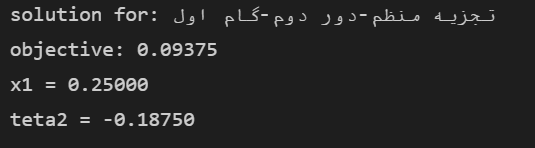 solution for: تجزیه منظم-دور دوم-گام اول
objective: 0.09375
x1 = 0.25000
teta2 = -0.18750